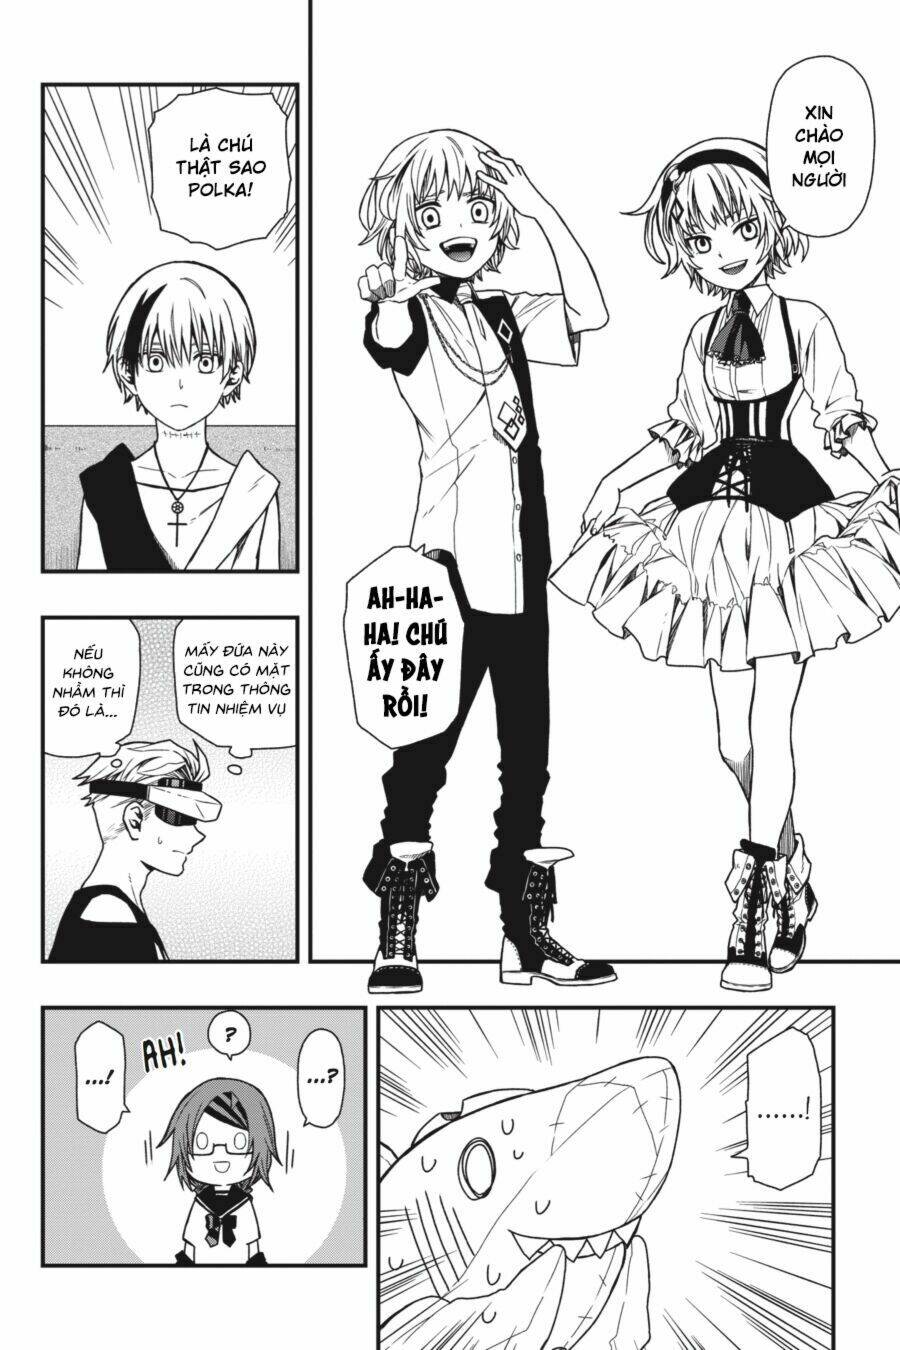 XIN
CHÀO
MỌI
NGƯỜI
AH-HA-
HA! CHÚ
ẤY ĐÂY
RỒI!
LÀ CHÚ
THẬT SAO
POLKA!
MẤY ĐỨA NÀY
CŨNG CÓ MẶT
TRONG THÔNG
TIN NHIỆM VỤ
NẾU
KHÔNG
NHẦM THÌ
ĐÓ LÀ...
......!
...?
?
AH!
...!